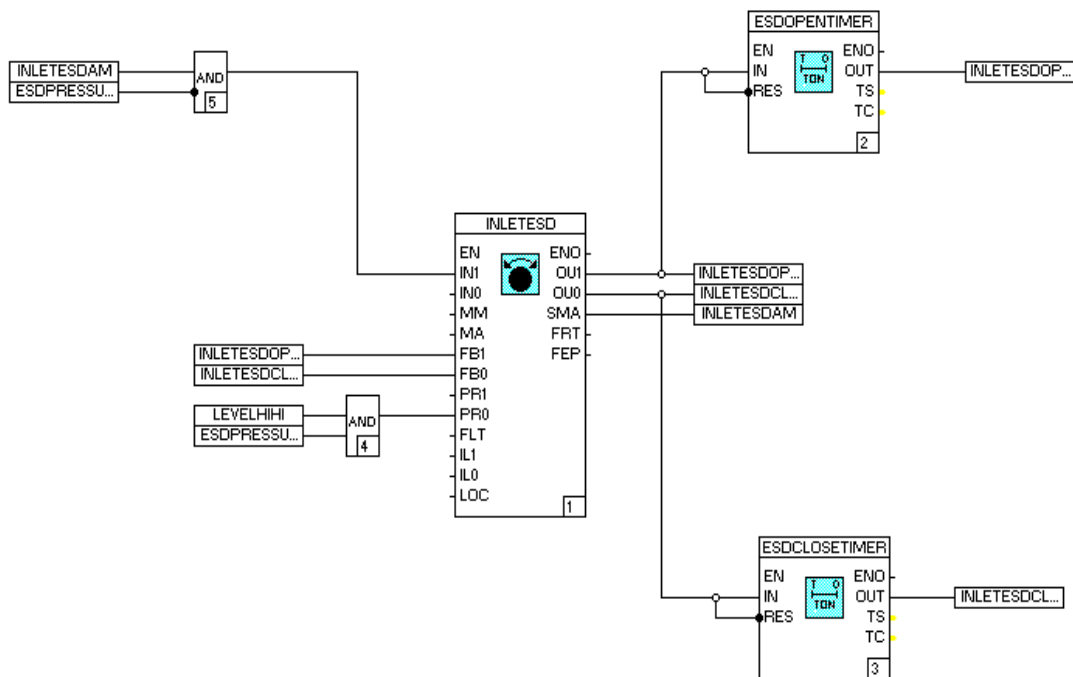 ESDOPENTIMER
EN ENO
IN T O OUT INLETESDOP...
RES TON TS
TC
2
INLETESDAM AND
ESDPRESSU... 5
INLETESD
EN ENO
IN1 OU1 INLETESDOP...
IN0 OU0 INLETESDCL...
MM SMA INLETESDAM
MA FRT
INLETESDOP... FB1 FEP
INLETESDCL... FB0
PR1
LEVELHIHI AND PR0
ESDPRESSU... 4 FLT
IL1
IL0
LOC
1
ESDCLOSETIMER
EN ENO
IN T O OUT INLETESDCL...
RES TON TS
TC
3